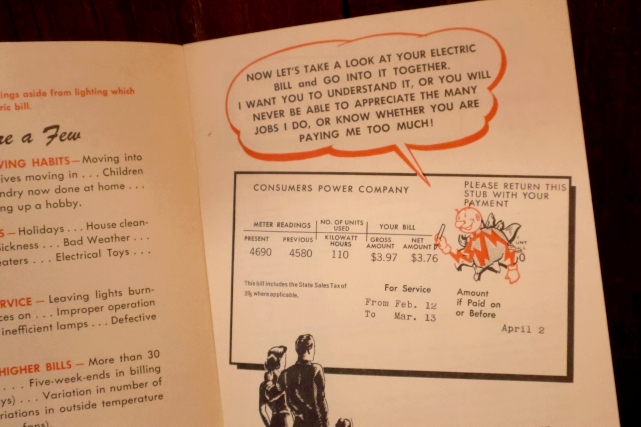 ings aside from lighting which
ric bill.
re a Few
VING HABITS — Moving into
ives moving in . . . Children
ndry now done at home . . .
ng up a hobby.
S — Holidays . . . House clean-
ickness . . . Bad Weather . . .
eaters . . . Electrical Toys . . .
RVICE — Leaving lights burn-
ces on . . . Improper operation
inefficient lamps . . . Defective
HIGHER BILLS — More than 30
. . . Five-week-ends in billing
ys) . . . Variation in number of
riations in outside temperature
fans).
NOW LET'S TAKE A LOOK AT YOUR ELECTRIC
BILL and GO INTO IT TOGETHER.
I WANT YOU TO UNDERSTAND IT, OR YOU WILL
NEVER BE ABLE TO APPRECIATE THE MANY
JOBS I DO, OR KNOW WHETHER YOU ARE
PAYING ME TOO MUCH!
CONSUMERS POWER COMPANY
PLEASE RETURN THIS
STUB WITH YOUR
PAYMENT
METER READINGS NO. OF UNITS USED YOUR BILL
PRESENT PREVIOUS KILOWATT HOURS GROSS AMOUNT NET AMOUNT
4690 4580 110 $3.97 $3.76
This bill includes the State Sales Tax of
where applicable.
For Service
From Feb. 12
To Mar. 13
Amount
if Paid on
or Before
April 2